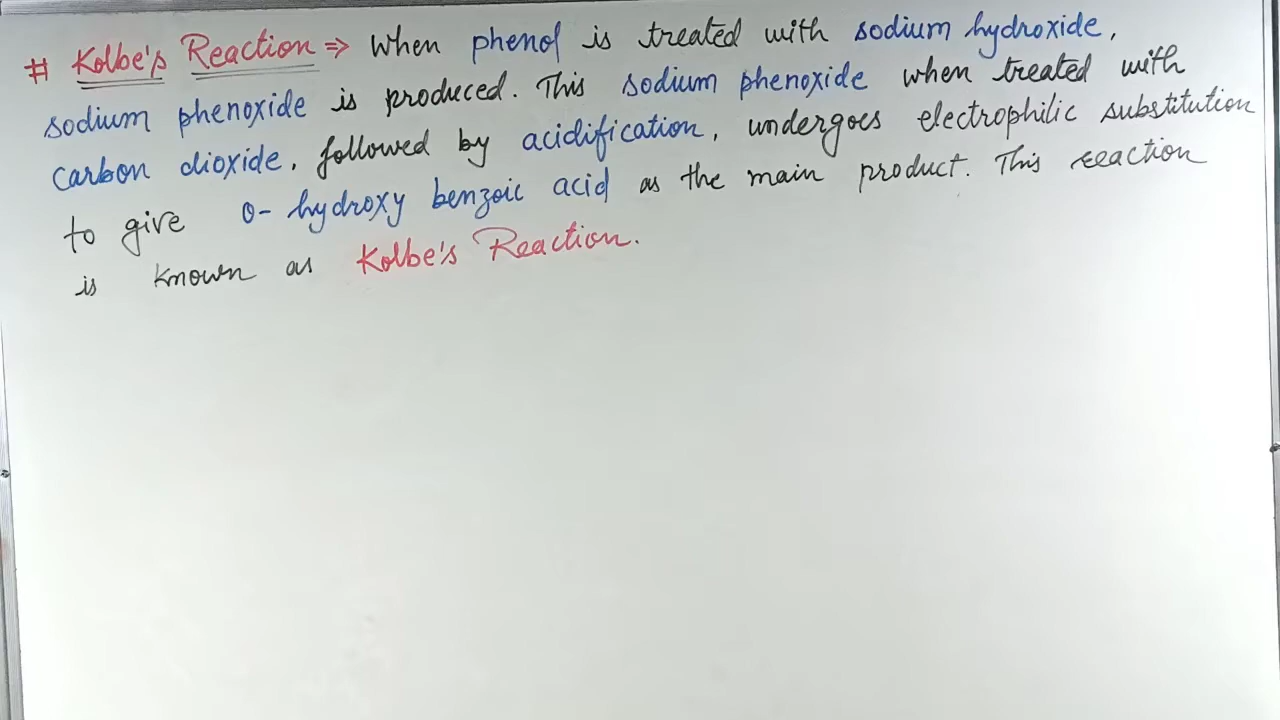 # Kolbe's Reaction ⇒ When phenol is treated with sodium hydroxide,
sodium phenoxide is produced. This sodium phenoxide when treated with
carbon dioxide, followed by acidification, undergoes electrophilic substitution
to give o- hydroxy benzoic acid as the main product. This reaction
is known as Kolbe's Reaction.